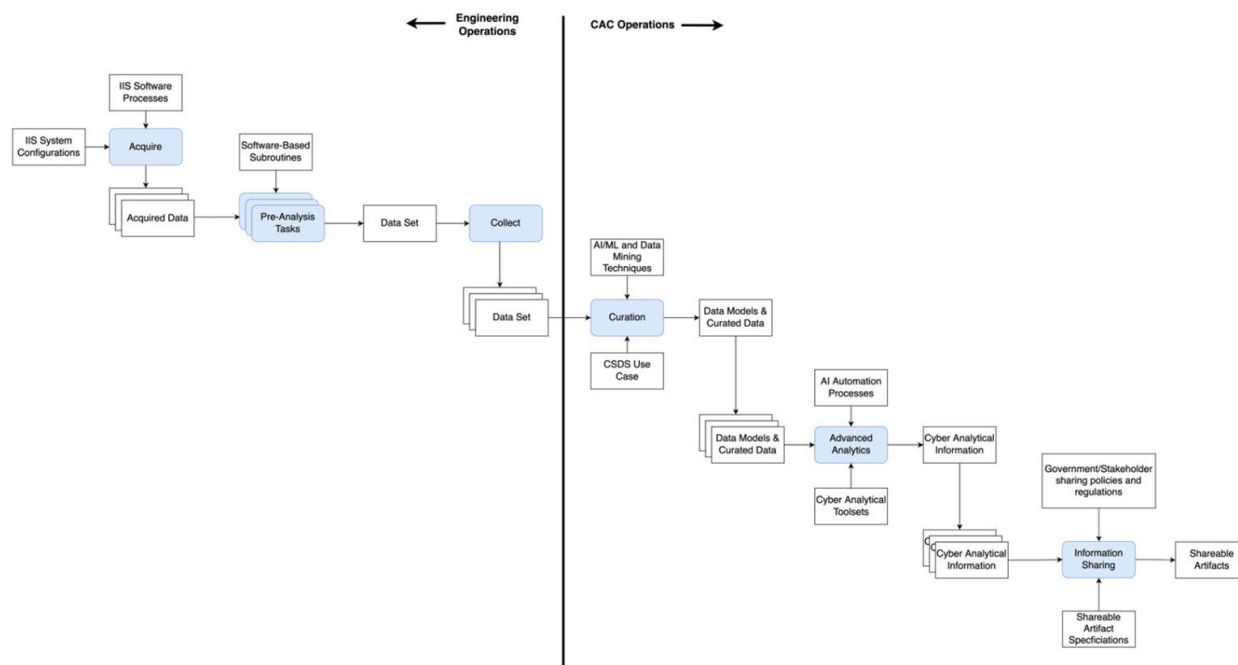 Engineering
Operations
CAC Operations
IIS Software
Processes
IIS System
Configurations
Acquire
Software-Based
Subroutines
Acquired Data
Pre-Analysis
Tasks
Data Set
Collect
AI/ML and Data
Mining
Techniques
Data Set
Curation
Data Models &
Curated Data
CSDS Use
Case
AI Automation
Processes
Data Models &
Curated Data
Advanced
Analytics
Cyber Analytical
Information
Cyber Analytical
Toolsets
Government/Stakeholder
sharing policies and
regulations
C
C
Cyber Analytical
Information
Information
Sharing
Shareable
Artifacts
Shareable
Artifact
Specficiations